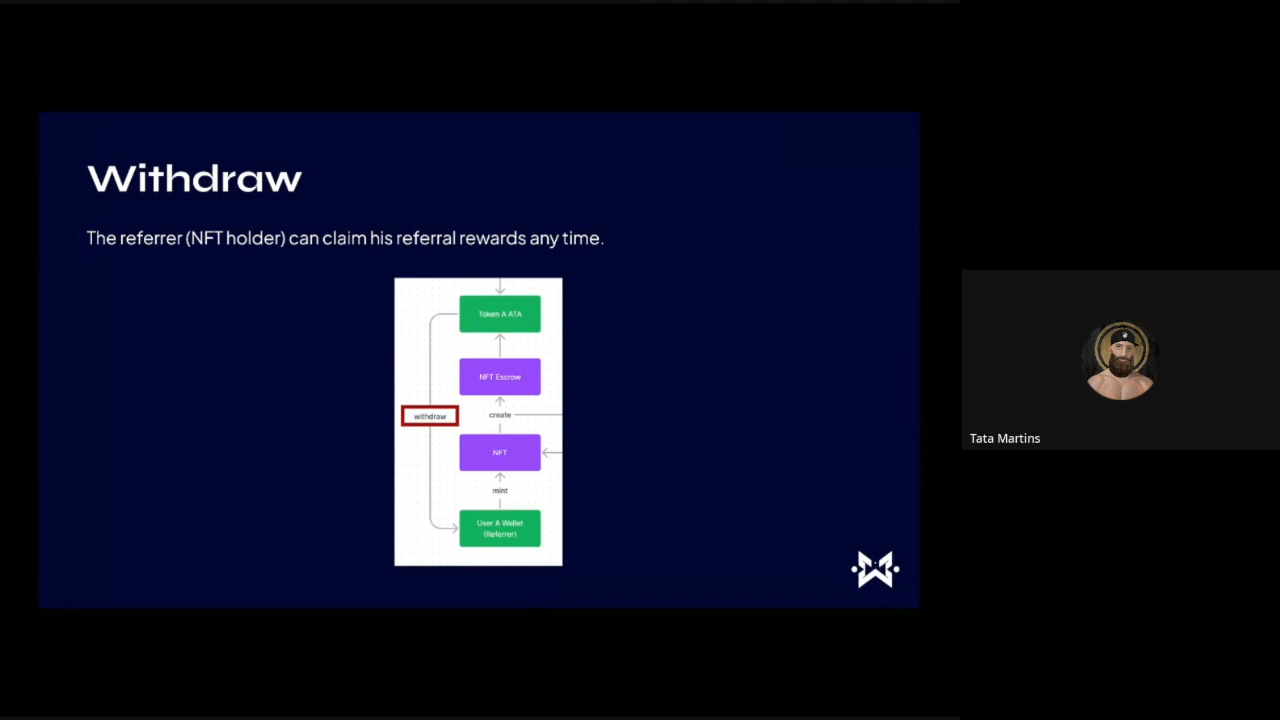 Withdraw
The referrer (NFT holder) can claim his referral rewards any time.
Token A ATA
NFT Escrow
withdraw
create
NFT
mint
User A Wallet
(Referrer)
Tata Martins